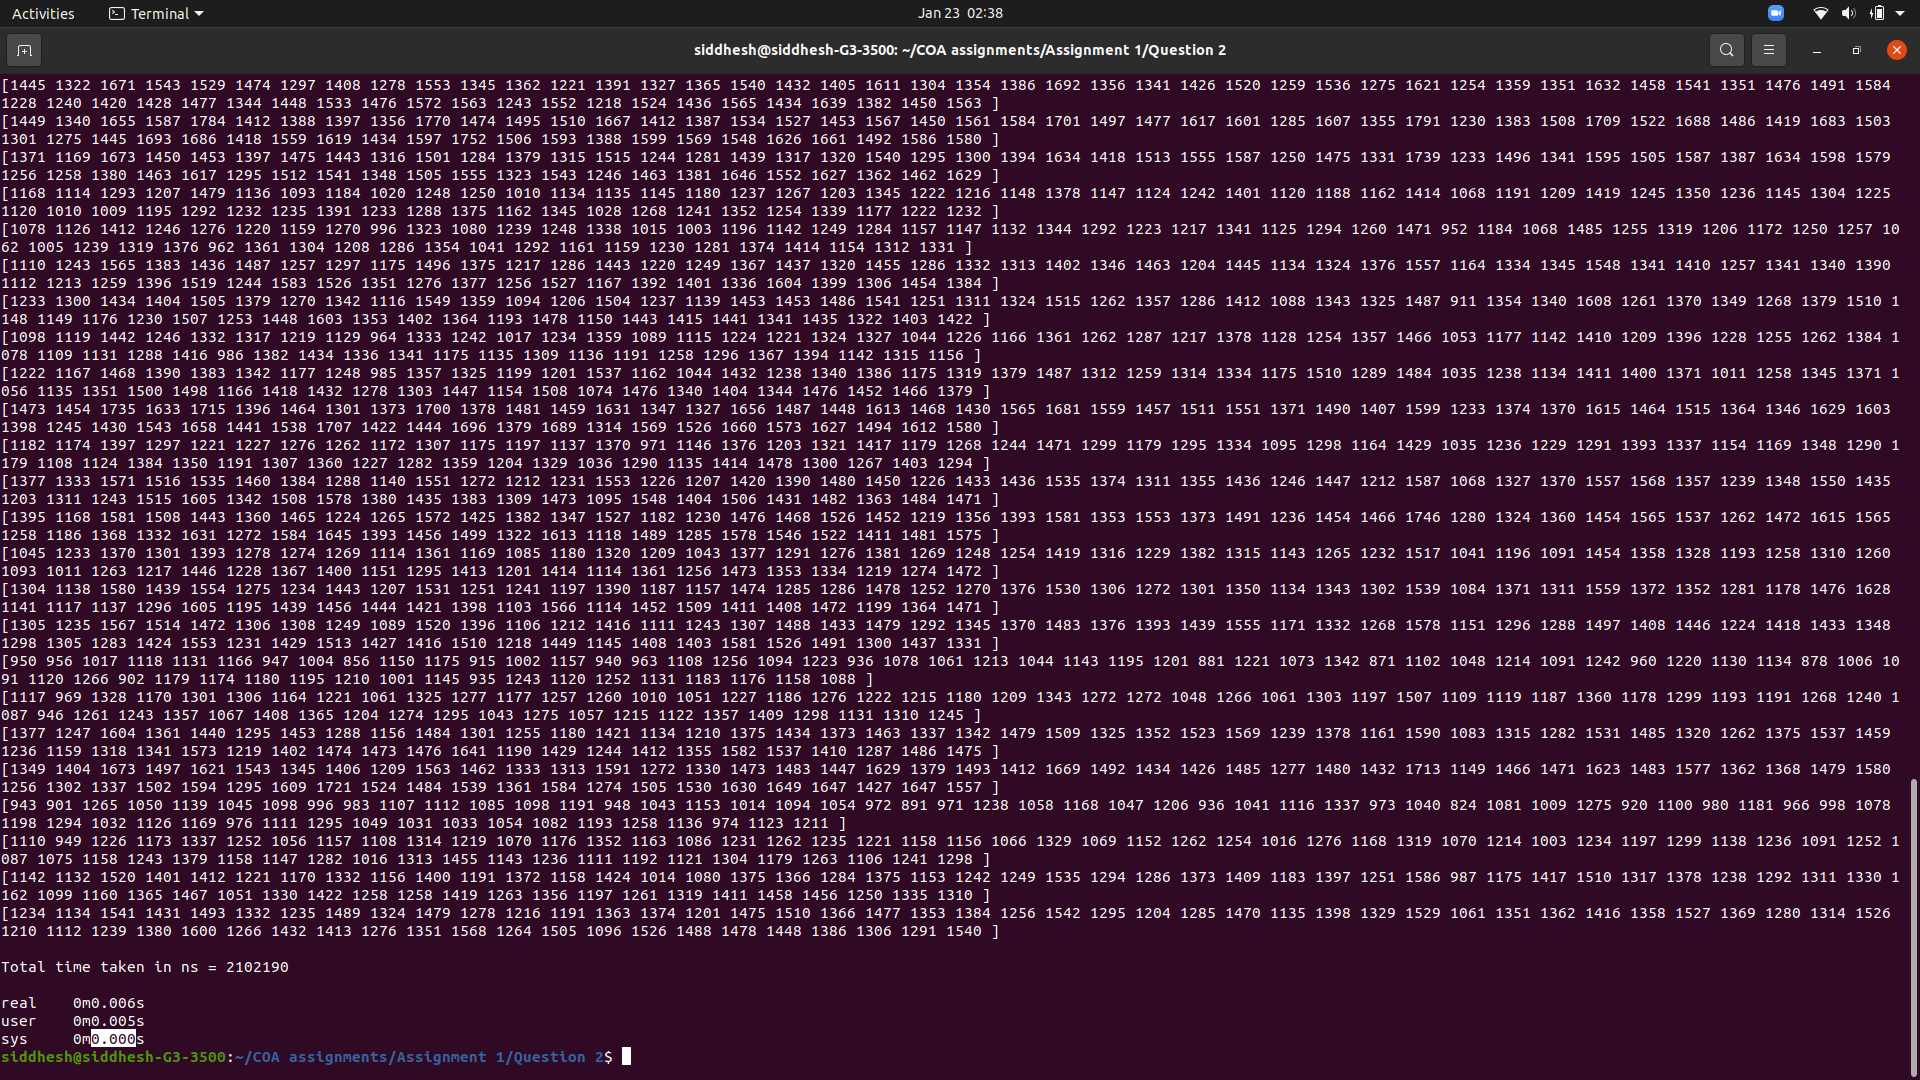 Activities
Terminal
Jan 23 02:38
siddhesh@siddhesh-G3-3500: ~/COA assignments/Assignment 1/Question 2
[1445 1322 1671 1543 1529 1474 1297 1408 1278 1553 1345 1362 1221 1391 1327 1365 1540 1432 1405 1611 1304 1354 1386 1692 1356 1341 1426 1520 1259 1536 1275 1621 1254 1359 1351 1632 1458 1541 1351 1476 1491 1584
1228 1240 1420 1428 1477 1344 1448 1533 1476 1572 1563 1243 1552 1218 1524 1436 1565 1434 1639 1382 1450 1563 ]
[1449 1340 1655 1587 1784 1412 1388 1397 1356 1770 1474 1495 1510 1667 1412 1387 1534 1527 1453 1567 1450 1561 1584 1701 1497 1477 1617 1601 1285 1607 1355 1791 1230 1383 1508 1709 1522 1688 1486 1419 1683 1503
1301 1275 1445 1693 1686 1418 1559 1619 1434 1597 1752 1506 1593 1388 1599 1569 1548 1626 1661 1492 1586 1580 ]
[1371 1169 1673 1450 1453 1397 1475 1443 1316 1501 1284 1379 1315 1515 1244 1281 1439 1317 1320 1540 1295 1300 1394 1634 1418 1513 1555 1587 1250 1475 1331 1739 1233 1496 1341 1595 1505 1587 1387 1634 1598 1579
1256 1258 1380 1463 1617 1295 1512 1541 1348 1505 1555 1323 1543 1246 1463 1381 1646 1552 1627 1362 1462 1629 ]
[1168 1114 1293 1207 1479 1136 1093 1184 1020 1248 1250 1010 1134 1135 1145 1180 1237 1267 1203 1345 1222 1216 1148 1378 1147 1124 1242 1401 1120 1188 1162 1414 1068 1191 1209 1419 1245 1350 1236 1145 1304 1225
1120 1010 1009 1195 1292 1232 1235 1391 1233 1288 1375 1162 1345 1028 1268 1241 1352 1254 1339 1177 1222 1232 ]
[1078 1126 1412 1246 1276 1220 1159 1270 996 1323 1080 1239 1248 1338 1015 1003 1196 1142 1249 1284 1157 1147 1132 1344 1292 1223 1217 1341 1125 1294 1260 1471 952 1184 1068 1485 1255 1319 1206 1172 1250 1257 10
62 1005 1239 1319 1376 962 1361 1304 1208 1286 1354 1041 1292 1161 1159 1230 1281 1374 1414 1154 1312 1331 ]
[1110 1243 1565 1383 1436 1487 1257 1297 1175 1496 1375 1217 1286 1443 1220 1249 1367 1437 1320 1455 1286 1332 1313 1402 1346 1463 1204 1445 1134 1324 1376 1557 1164 1334 1345 1548 1341 1410 1257 1341 1340 1390
1112 1213 1259 1396 1519 1244 1583 1526 1351 1276 1377 1256 1527 1167 1392 1401 1336 1604 1399 1306 1454 1384 ]
[1233 1300 1434 1404 1505 1379 1270 1342 1116 1549 1359 1094 1206 1504 1237 1139 1453 1453 1486 1541 1251 1311 1324 1515 1262 1357 1286 1412 1088 1343 1325 1487 911 1354 1340 1608 1261 1370 1349 1268 1379 1510 1
148 1149 1176 1230 1507 1253 1448 1603 1353 1402 1364 1193 1478 1150 1443 1415 1441 1341 1435 1322 1403 1422 ]
[1098 1119 1442 1246 1332 1317 1219 1129 964 1333 1242 1017 1234 1359 1089 1115 1224 1221 1324 1327 1044 1226 1166 1361 1262 1287 1217 1378 1128 1254 1357 1466 1053 1177 1142 1410 1209 1396 1228 1255 1262 1384 1
078 1109 1131 1288 1416 986 1382 1434 1336 1341 1175 1135 1309 1136 1191 1258 1296 1367 1394 1142 1315 1156 ]
[1222 1167 1468 1390 1383 1342 1177 1248 985 1357 1325 1199 1201 1537 1162 1044 1432 1238 1340 1386 1175 1319 1379 1487 1312 1259 1314 1334 1175 1510 1289 1484 1035 1238 1134 1411 1400 1371 1011 1258 1345 1371 1
056 1135 1351 1500 1498 1166 1418 1432 1278 1303 1447 1154 1508 1074 1476 1340 1404 1344 1476 1452 1466 1379 ]
[1473 1454 1735 1633 1715 1396 1464 1301 1373 1700 1378 1481 1459 1631 1347 1327 1656 1487 1448 1613 1468 1430 1565 1681 1559 1457 1511 1551 1371 1490 1407 1599 1233 1374 1370 1615 1464 1515 1364 1346 1629 1603
1398 1245 1430 1543 1658 1441 1538 1707 1422 1444 1696 1379 1689 1314 1569 1526 1660 1573 1627 1494 1612 1580 ]
[1182 1174 1397 1297 1221 1227 1276 1262 1172 1307 1175 1197 1137 1370 971 1146 1376 1203 1321 1417 1179 1268 1244 1471 1299 1179 1295 1334 1095 1298 1164 1429 1035 1236 1229 1291 1393 1337 1154 1169 1348 1290 1
179 1108 1124 1384 1350 1191 1307 1360 1227 1282 1359 1204 1329 1036 1290 1135 1414 1478 1300 1267 1403 1294 ]
[1377 1333 1571 1516 1535 1460 1384 1288 1140 1551 1272 1212 1231 1553 1226 1207 1420 1390 1480 1450 1226 1433 1436 1535 1374 1311 1355 1436 1246 1447 1212 1587 1068 1327 1370 1557 1568 1357 1239 1348 1550 1435
1203 1311 1243 1515 1605 1342 1508 1578 1380 1435 1383 1309 1473 1095 1548 1404 1506 1431 1482 1363 1484 1471 ]
[1395 1168 1581 1508 1443 1360 1465 1224 1265 1572 1425 1382 1347 1527 1182 1230 1476 1468 1526 1452 1219 1356 1393 1581 1353 1553 1373 1491 1236 1454 1466 1746 1280 1324 1360 1454 1565 1537 1262 1472 1615 1565
1258 1186 1368 1332 1631 1272 1584 1645 1393 1456 1499 1322 1613 1118 1489 1285 1578 1546 1522 1411 1481 1575 ]
[1045 1233 1370 1301 1393 1278 1274 1269 1114 1361 1169 1085 1180 1320 1209 1043 1377 1291 1276 1381 1269 1248 1254 1419 1316 1229 1382 1315 1143 1265 1232 1517 1041 1196 1091 1454 1358 1328 1193 1258 1310 1260
1093 1011 1263 1217 1446 1228 1367 1400 1151 1295 1413 1201 1414 1114 1361 1256 1473 1353 1334 1219 1274 1472 ]
[1304 1138 1580 1439 1554 1275 1234 1443 1207 1531 1251 1241 1197 1390 1187 1157 1474 1285 1286 1478 1252 1270 1376 1530 1306 1272 1301 1350 1134 1343 1302 1539 1084 1371 1311 1559 1372 1352 1281 1178 1476 1628
1141 1117 1137 1296 1605 1195 1439 1456 1444 1421 1398 1103 1566 1114 1452 1509 1411 1408 1472 1199 1364 1471 ]
[1305 1235 1567 1514 1472 1306 1308 1249 1089 1520 1396 1106 1212 1416 1111 1243 1307 1488 1433 1479 1292 1345 1370 1483 1376 1393 1439 1555 1171 1332 1268 1578 1151 1296 1288 1497 1408 1446 1224 1418 1433 1348
1298 1305 1283 1424 1553 1231 1429 1513 1427 1416 1510 1218 1449 1145 1408 1403 1581 1526 1491 1300 1437 1331 ]
[950 956 1017 1118 1131 1166 947 1004 856 1150 1175 915 1002 1157 940 963 1108 1256 1094 1223 936 1078 1061 1213 1044 1143 1195 1201 881 1221 1073 1342 871 1102 1048 1214 1091 1242 960 1220 1130 1134 878 1006 10
91 1120 1266 902 1179 1174 1180 1195 1210 1001 1145 935 1243 1120 1252 1131 1183 1176 1158 1088 ]
[1117 969 1328 1170 1301 1306 1164 1221 1061 1325 1277 1177 1257 1260 1010 1051 1227 1186 1276 1222 1215 1180 1209 1343 1272 1272 1048 1266 1061 1303 1197 1507 1109 1119 1187 1360 1178 1299 1193 1191 1268 1240 1
087 946 1261 1243 1357 1067 1408 1365 1204 1274 1295 1043 1275 1057 1215 1122 1357 1409 1298 1131 1310 1245 ]
[1377 1247 1604 1361 1440 1295 1453 1288 1156 1484 1301 1255 1180 1421 1134 1210 1375 1434 1373 1463 1337 1342 1479 1509 1325 1352 1523 1569 1239 1378 1161 1590 1083 1315 1282 1531 1485 1320 1262 1375 1537 1459
1236 1159 1318 1341 1573 1219 1402 1474 1473 1476 1641 1190 1429 1244 1412 1355 1582 1537 1410 1287 1486 1475 ]
[1349 1404 1673 1497 1621 1543 1345 1406 1209 1563 1462 1333 1313 1591 1272 1330 1473 1483 1447 1629 1379 1493 1412 1669 1492 1434 1426 1485 1277 1480 1432 1713 1149 1466 1471 1623 1483 1577 1362 1368 1479 1580
1256 1302 1337 1502 1594 1295 1609 1721 1524 1484 1539 1361 1584 1274 1505 1530 1630 1649 1647 1427 1647 1557 ]
[943 901 1265 1050 1139 1045 1098 996 983 1107 1112 1085 1098 1191 948 1043 1153 1014 1094 1054 972 891 971 1238 1058 1168 1047 1206 936 1041 1116 1337 973 1040 824 1081 1009 1275 920 1100 980 1181 966 998 1078
1198 1294 1032 1126 1169 976 1111 1295 1049 1031 1033 1054 1082 1193 1258 1136 974 1123 1211 ]
[1110 949 1226 1173 1337 1252 1056 1157 1108 1314 1219 1070 1176 1352 1163 1086 1231 1262 1235 1221 1158 1156 1066 1329 1069 1152 1262 1254 1016 1276 1168 1319 1070 1214 1003 1234 1197 1299 1138 1236 1091 1252 1
087 1075 1158 1243 1379 1158 1147 1282 1016 1313 1455 1143 1236 1111 1192 1121 1304 1179 1263 1106 1241 1298 ]
[1142 1132 1520 1401 1412 1221 1170 1332 1156 1400 1191 1372 1158 1424 1014 1080 1375 1366 1284 1375 1153 1242 1249 1535 1294 1286 1373 1409 1183 1397 1251 1586 987 1175 1417 1510 1317 1378 1238 1292 1311 1330 1
162 1099 1160 1365 1467 1051 1330 1422 1258 1258 1419 1263 1356 1197 1261 1319 1411 1458 1456 1250 1335 1310 ]
[1234 1134 1541 1431 1493 1332 1235 1489 1324 1479 1278 1216 1191 1363 1374 1201 1475 1510 1366 1477 1353 1384 1256 1542 1295 1204 1285 1470 1135 1398 1329 1529 1061 1351 1362 1416 1358 1527 1369 1280 1314 1526
1210 1112 1239 1380 1600 1266 1432 1413 1276 1351 1568 1264 1505 1096 1526 1488 1478 1448 1386 1306 1291 1540 ]
Total time taken in ns = 2102190
real 0m0.006s
user 0m0.005s
sys 0m0.000s
siddhesh@siddhesh-G3-3500:~/COA assignments/Assignment 1/Question 2$